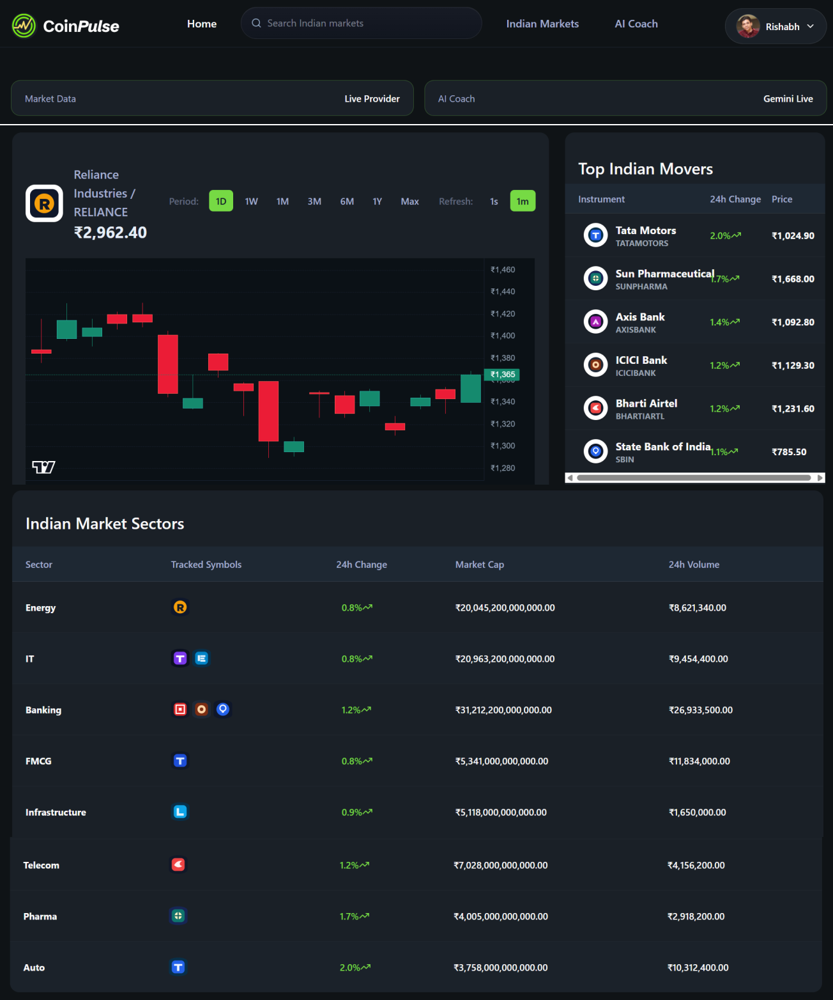 CoinPulse
Home
Search Indian markets
Indian Markets
AI Coach
Rishabh
Market Data
Live Provider
AI Coach
Gemini Live
Reliance
Industries /
RELIANCE
₹2,962.40
Period: 1D 1W 1M 3M 6M 1Y Max Refresh: 1s 1m
₹1,460
₹1,440
₹1,420
₹1,400
₹1,380
₹1,365
₹1,340
₹1,320
₹1,300
₹1,280
Top Indian Movers
Instrument 24h Change Price
Tata Motors
TATAMOTORS
2.0% ₹1,024.90
Sun Pharmaceutical
SUNPHARMA
1.7% ₹1,668.00
Axis Bank
AXISBANK
1.4% ₹1,092.80
ICICI Bank
ICICIBANK
1.2% ₹1,129.30
Bharti Airtel
BHARTIARTL
1.2% ₹1,231.60
State Bank of India
SBIN
1.1% ₹785.50
Indian Market Sectors
Sector Tracked Symbols 24h Change Market Cap 24h Volume
Energy R 0.8% ₹20,045,200,000,000.00 ₹8,621,340.00
IT T 0.8% ₹20,963,200,000,000.00 ₹9,454,400.00
Banking 1.2% ₹31,212,200,000,000.00 ₹26,933,500.00
FMCG T 0.8% ₹5,341,000,000,000.00 ₹11,834,000.00
Infrastructure L 0.9% ₹5,118,000,000,000.00 ₹1,650,000.00
Telecom 1.2% ₹7,028,000,000,000.00 ₹4,156,200.00
Pharma 1.7% ₹4,005,000,000,000.00 ₹2,918,200.00
Auto T 2.0% ₹3,758,000,000,000.00 ₹10,312,400.00